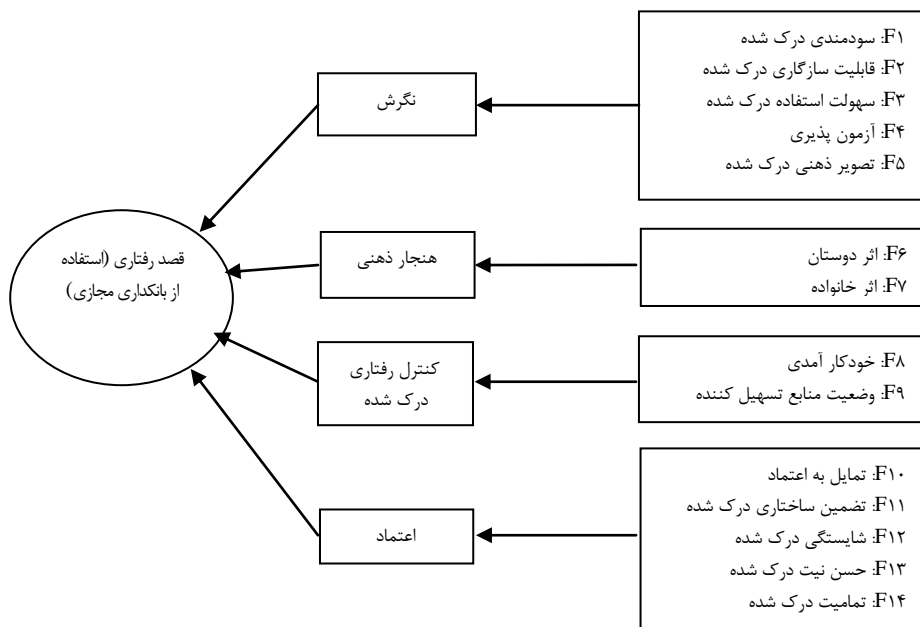 F۱: سودمندی درک شده
F۲: قابلیت سازگاری درک شده
F۳: سهولت استفاده درک شده
F۴: آزمون پذیری
F۵: تصویر ذهنی درک شده
نگرش
F۶: اثر دوستان
F۷: اثر خانواده
هنجار ذهنی
قصد رفتاری (استفاده
از بانکداری مجازی)
F۸: خودکار آمدی
F۹: وضعیت منابع تسهیل کننده
کنترل رفتاری
درک شده
F۱۰: تمایل به اعتماد
F۱۱: تضمین ساختاری درک شده
F۱۲: شایستگی درک شده
F۱۳: حسن نیت درک شده
F۱۴: تمامیت درک شده
اعتماد